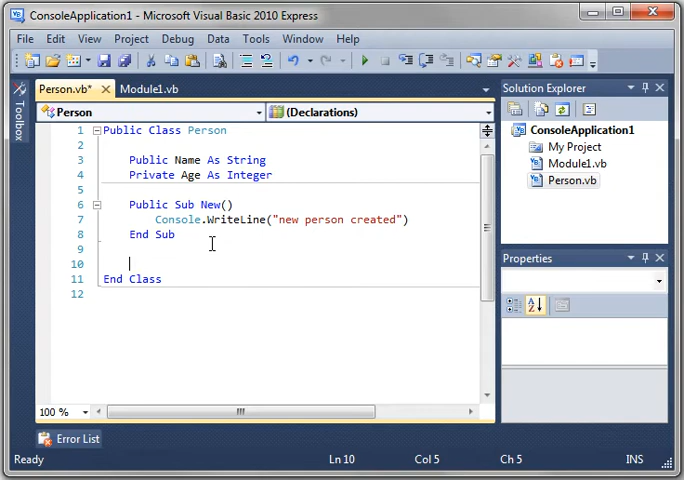 ConsoleApplication1 - Microsoft Visual Basic 2010 Express
File Edit View Project Debug Data Tools Window Help
Person.vb* Module1.vb
Toolbox
Person (Declarations)
1 Public Class Person
2
3 Public Name As String
4 Private Age As Integer
5
6 Public Sub New()
7 Console.WriteLine("new person created")
8 End Sub
9
10
11 End Class
12
100 %
Error List
Solution Explorer
ConsoleApplication1
My Project
Module1.vb
Person.vb
Properties
Ready Ln 10 Col 5 Ch 5 INS